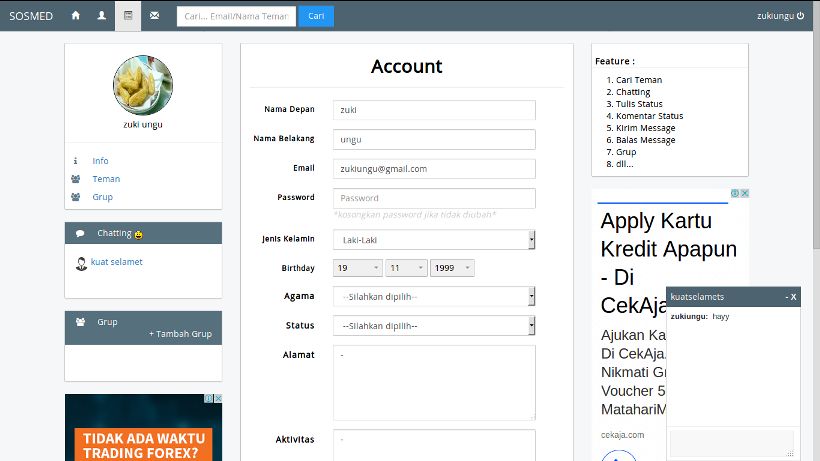 SOSMED
Cari... Email/Nama Teman
Cari
zukiungu
zuki ungu
Info
Teman
Grup
Chatting
kuat selamet
Grup
+ Tambah Grup
TIDAK ADA WAKTU
TRADING FOREX?
Account
Nama Depan
zuki
Nama Belakang
ungu
Email
zukiungu@gmail.com
Password
Password
*kosongkan password jika tidak diubah*
Jenis Kelamin
Laki-Laki
Birthday
19 11 1999
Agama
--Silahkan dipilih--
Status
--Silahkan dipilih--
Alamat
-
Aktivitas
-
Feature :
1. Cari Teman
2. Chatting
3. Tulis Status
4. Komentar Status
5. Kirim Message
6. Balas Message
7. Grup
8. dll...
Apply Kartu
Kredit Apapun
- Di
CekAja
Ajukan Ka
Di CekAja.
Nikmati Gr
Voucher 5
MatahariM
cekaja.com
kuatselamets
- X
zukiungu: hayy